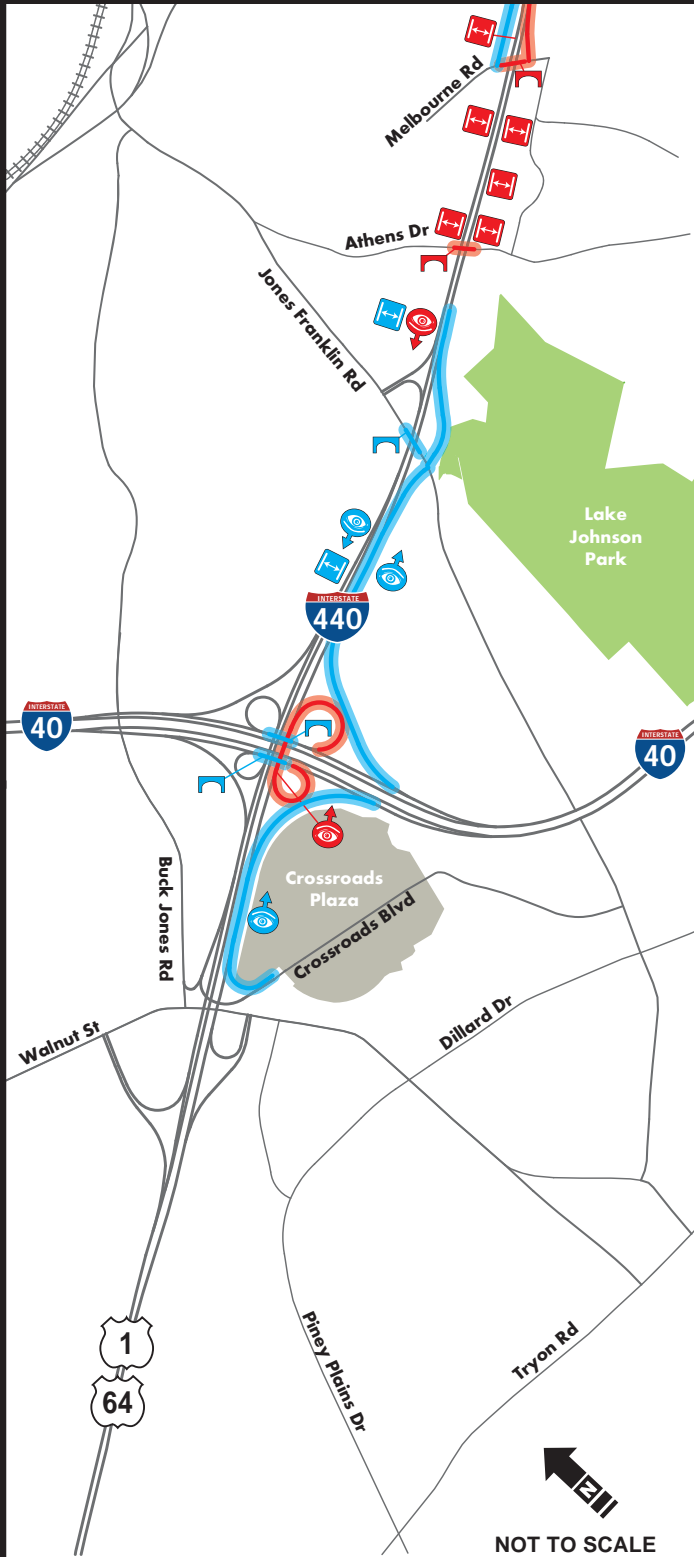 Melbourne Rd
Athens Dr
Jones Franklin Rd
Lake
Johnson
Park
INTERSTATE
440
INTERSTATE
40
INTERSTATE
40
Buck Jones Rd
Crossroads
Plaza
Crossroads Blvd
Walnut St
Dillard Dr
1
64
Piney Plains Dr
Tryon Rd
N
NOT TO SCALE